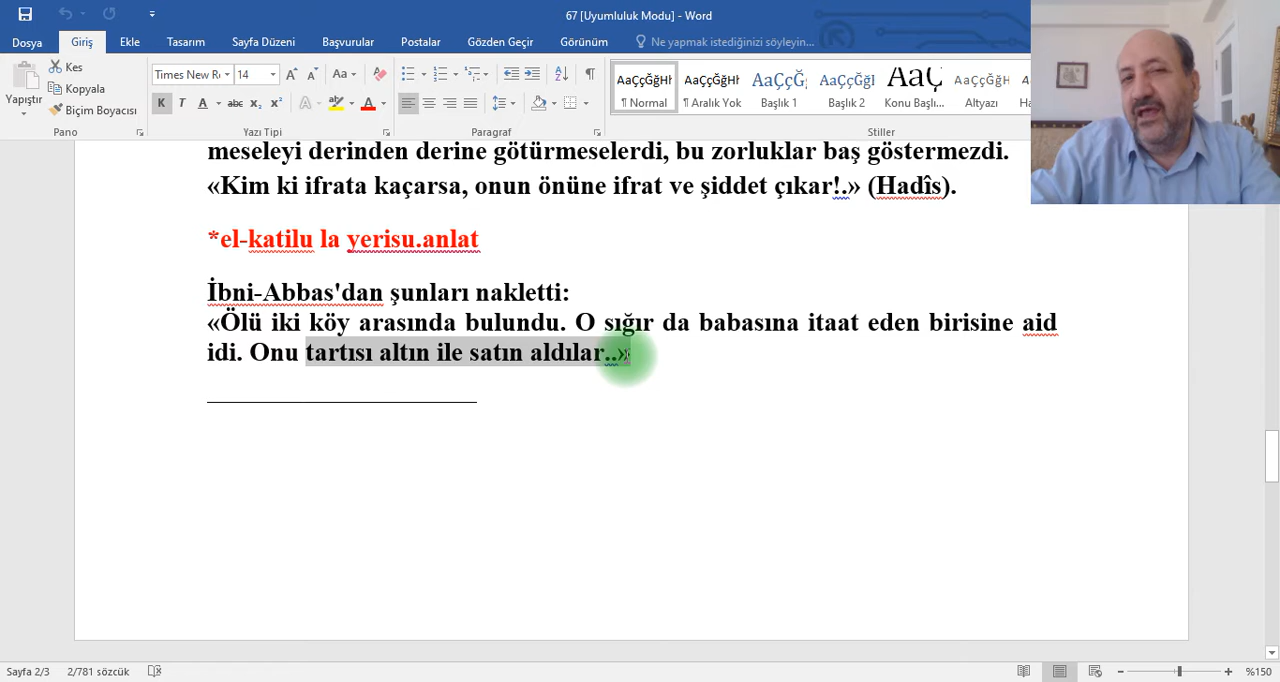 67 [Uyumluluk Modu] - Word
Dosya Giriş Ekle Tasarım Sayfa Düzeni Başvurular Postalar Gözden Geçir Görünüm Ne yapmak istediğinizi söyleyin...
Yapıştır
Kes
Kopyala
Biçim Boyacısı
Pano
Times New Ro 14
Yazı Tipi
Paragraf
AaÇçĞğHł AaÇçĞğHł AaÇçĞ AaÇçĞğI AaÇ AaÇçĞğH
¶ Normal ¶ Aralık Yok Başlık 1 Başlık 2 Konu Başlı... Altyazı
Stiller
meseleyi derinden derine götürmeselerdi, bu zorluklar baş göstermezdi.
«Kim ki ifrata kaçarsa, onun önüne ifrat ve şiddet çıkar!.» (Hadîs).
*el-katilu la yerisu.anlat
İbni-Abbas'dan şunları nakletti:
«Ölü iki köy arasında bulundu. O sığır da babasına itaat eden birisine aid
idi. Onu tartısı altın ile satın aldılar..»
Sayfa 2/3 2/781 sözcük %150